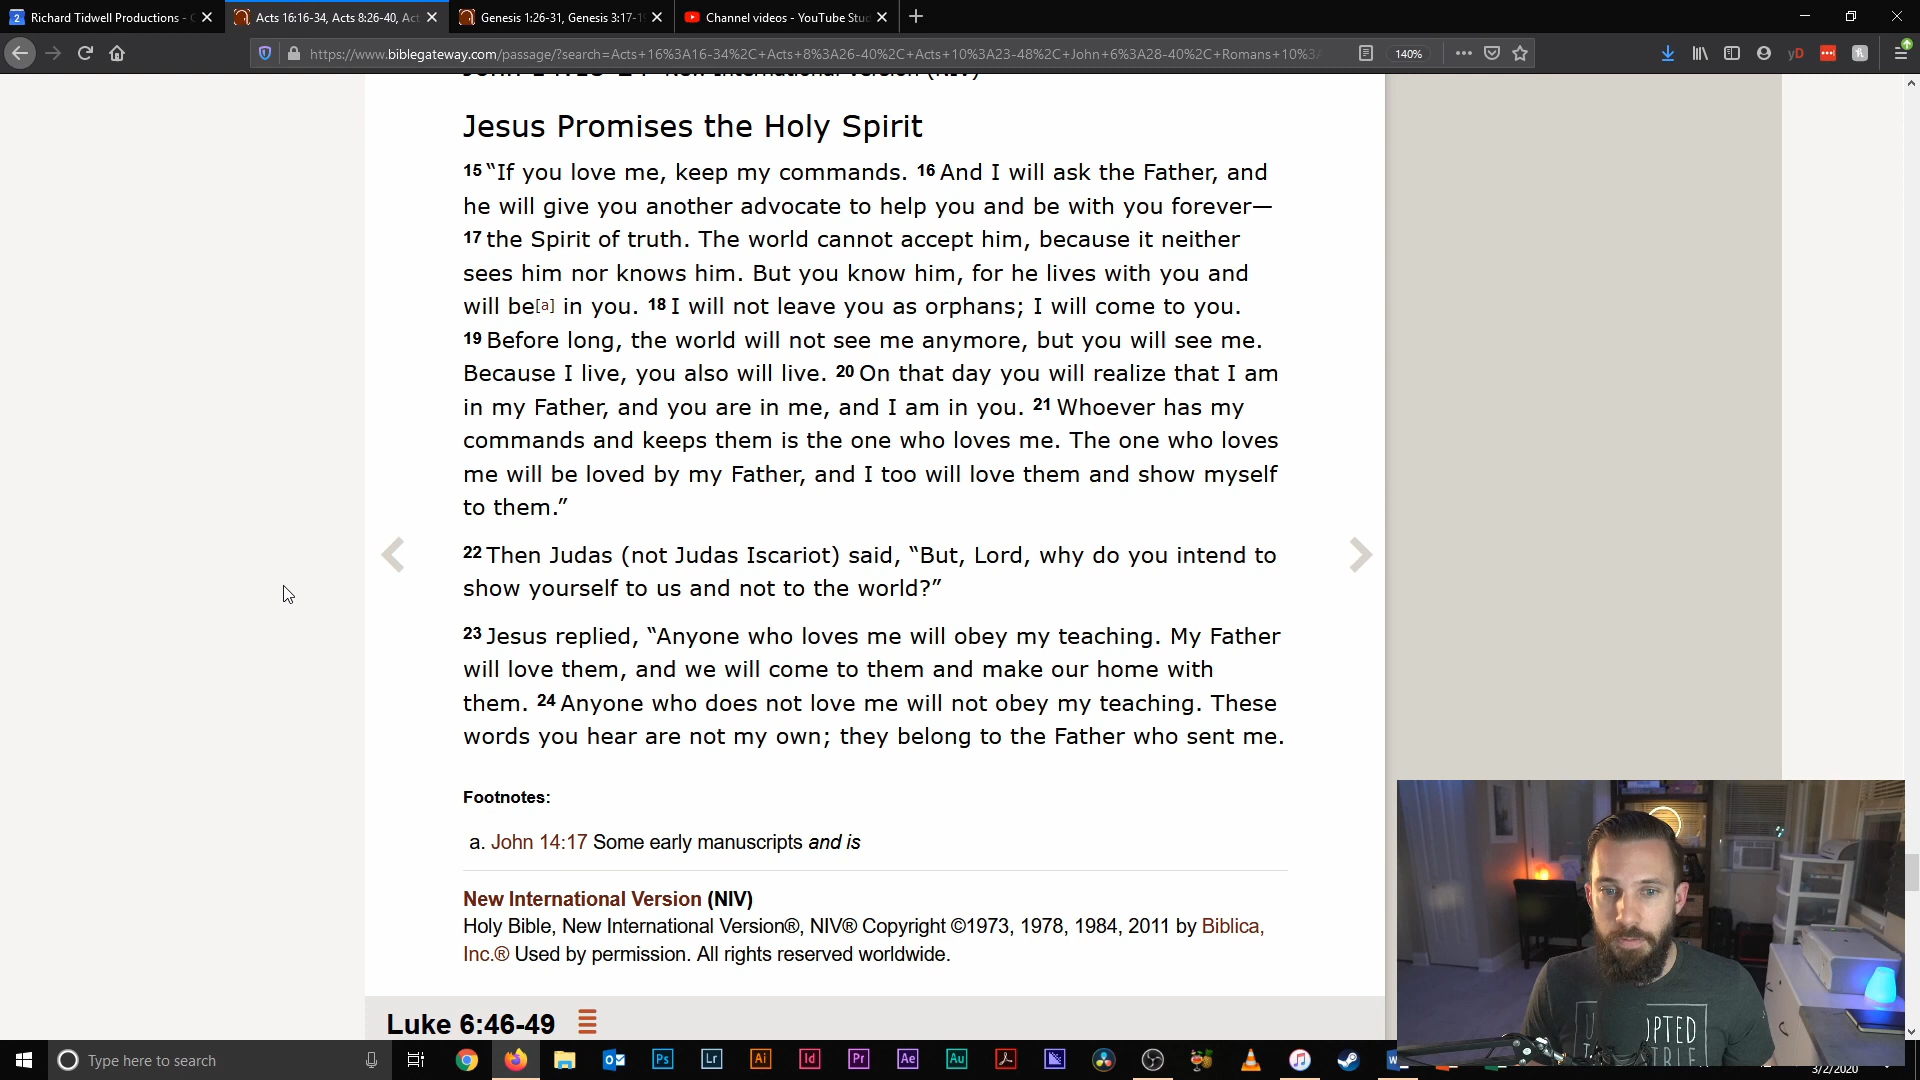 Richard Tidwell Productions -
Acts 16:16-34, Acts 8:26-40, Act
Genesis 1:26-31, Genesis 3:17-1
Channel videos - YouTube Stud
https://www.biblegateway.com/passage/?search=Acts+16%3A16-34%2C+Acts+8%3A26-40%2C+Acts+10%3A23-48%2C+John+6%3A28-40%2C+Romans+10%3
140%
Jesus Promises the Holy Spirit
15 “If you love me, keep my commands. 16 And I will ask the Father, and
he will give you another advocate to help you and be with you forever—
17 the Spirit of truth. The world cannot accept him, because it neither
sees him nor knows him. But you know him, for he lives with you and
will be[a] in you. 18 I will not leave you as orphans; I will come to you.
19 Before long, the world will not see me anymore, but you will see me.
Because I live, you also will live. 20 On that day you will realize that I am
in my Father, and you are in me, and I am in you. 21 Whoever has my
commands and keeps them is the one who loves me. The one who loves
me will be loved by my Father, and I too will love them and show myself
to them.”
22 Then Judas (not Judas Iscariot) said, “But, Lord, why do you intend to
show yourself to us and not to the world?”
23 Jesus replied, “Anyone who loves me will obey my teaching. My Father
will love them, and we will come to them and make our home with
them. 24 Anyone who does not love me will not obey my teaching. These
words you hear are not my own; they belong to the Father who sent me.
Footnotes:
a. John 14:17 Some early manuscripts and is
New International Version (NIV)
Holy Bible, New International Version®, NIV® Copyright ©1973, 1978, 1984, 2011 by Biblica,
Inc.® Used by permission. All rights reserved worldwide.
Luke 6:46-49
Type here to search
Ps
Lr
Ai
Id
Pr
Ae
Au
3/2/2020